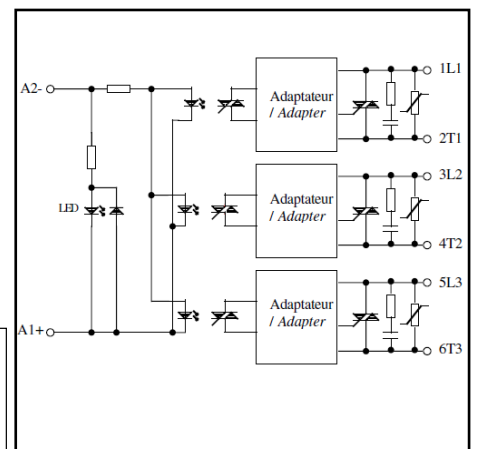 1L1
A2-
Adaptateur
/ Adapter
2T1
3L2
Adaptateur
/ Adapter
LED
4T2
5L3
Adaptateur
/ Adapter
A1+
6T3